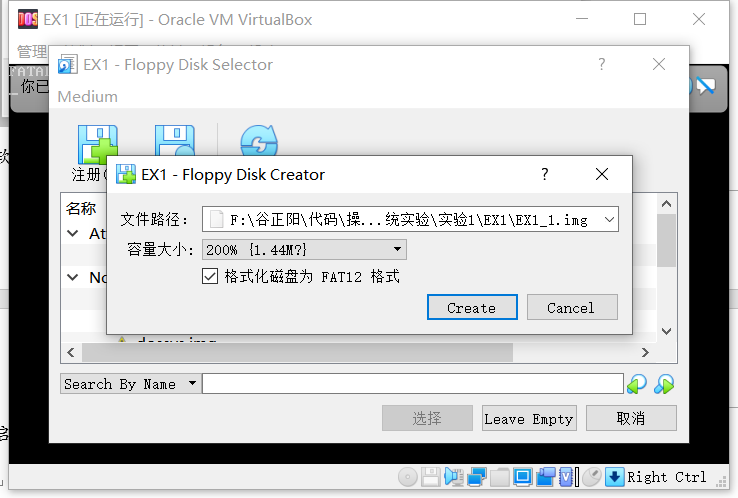 EX1 [正在运行] - Oracle VM VirtualBox
管理
FATAL
你已
EX1 - Floppy Disk Selector
Medium
注册(
EX1 - Floppy Disk Creator
文件路径： F:\谷正阳\代码\操...统实验\实验1\EX1\EX1_1.img
容量大小： 200% {1.44M?}
格式化磁盘为 FAT12 格式
Create Cancel
名称
At
No
Search By Name
选择 Leave Empty 取消
Right Ctrl